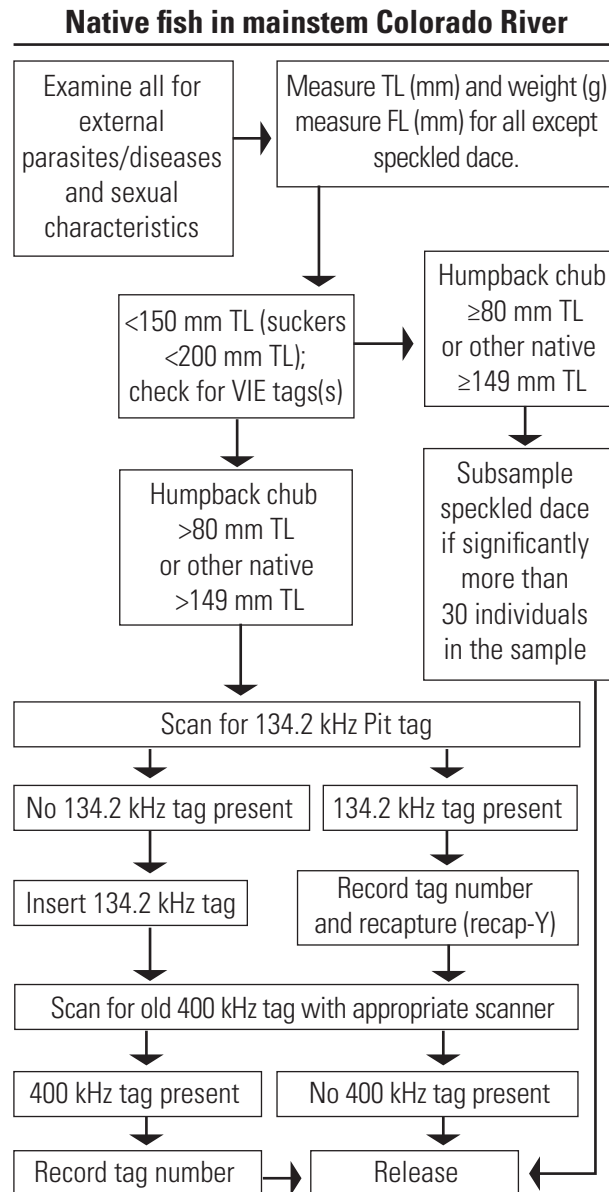 Native fish in mainstem Colorado River
Examine all for
external
parasites/diseases
and sexual
characteristics
Measure TL (mm) and weight (g)
measure FL (mm) for all except
speckled dace.
<150 mm TL (suckers
<200 mm TL);
check for VIE tags(s)
Humpback chub
≥80 mm TL
or other native
≥149 mm TL
Humpback chub
>80 mm TL
or other native
>149 mm TL
Subsample
speckled dace
if significantly
more than
30 individuals
in the sample
Scan for 134.2 kHz Pit tag
No 134.2 kHz tag present
134.2 kHz tag present
Insert 134.2 kHz tag
Record tag number
and recapture (recap-Y)
Scan for old 400 kHz tag with appropriate scanner
400 kHz tag present
No 400 kHz tag present
Record tag number
Release